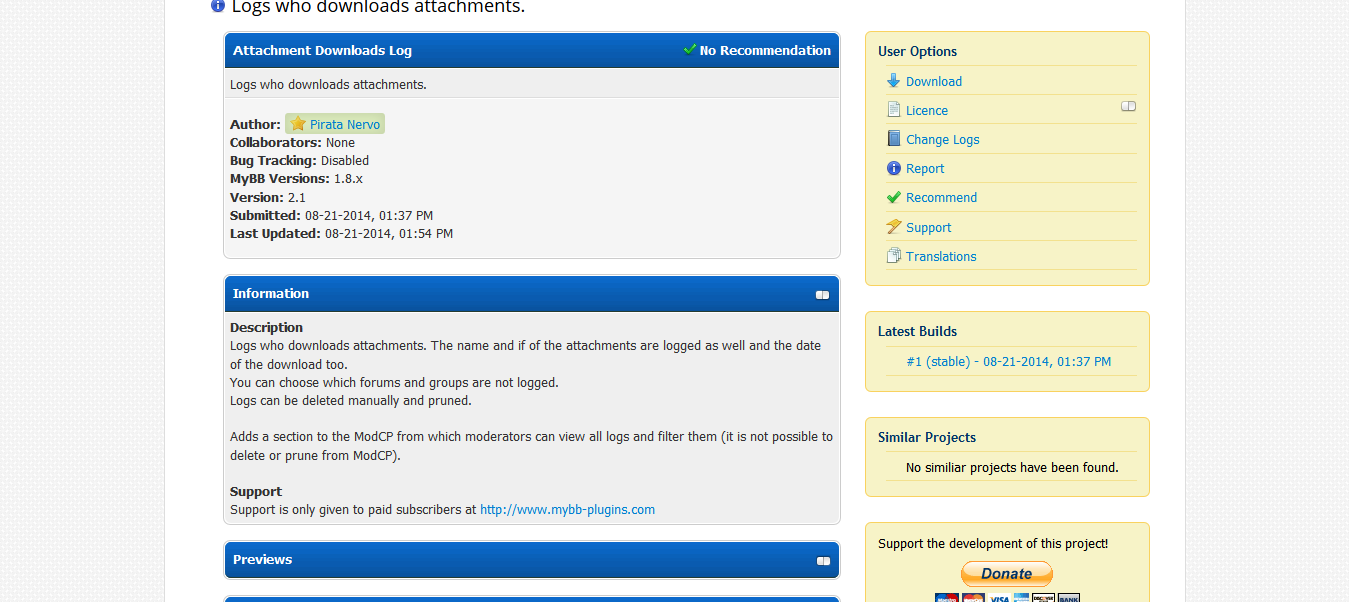 Logs who downloads attachments.
Attachment Downloads Log
No Recommendation
Logs who downloads attachments.
Author: Pirata Nervo
Collaborators: None
Bug Tracking: Disabled
MyBB Versions: 1.8.x
Version: 2.1
Submitted: 08-21-2014, 01:37 PM
Last Updated: 08-21-2014, 01:54 PM
Information
Description
Logs who downloads attachments. The name and if of the attachments are logged as well and the date
of the download too.
You can choose which forums and groups are not logged.
Logs can be deleted manually and pruned.
Adds a section to the ModCP from which moderators can view all logs and filter them (it is not possible to
delete or prune from ModCP).
Support
Support is only given to paid subscribers at http://www.mybb-plugins.com
Previews
User Options
Download
Licence
Change Logs
Report
Recommend
Support
Translations
Latest Builds
#1 (stable) - 08-21-2014, 01:37 PM
Similar Projects
No similiar projects have been found.
Support the development of this project!
Donate
VISA
BANK